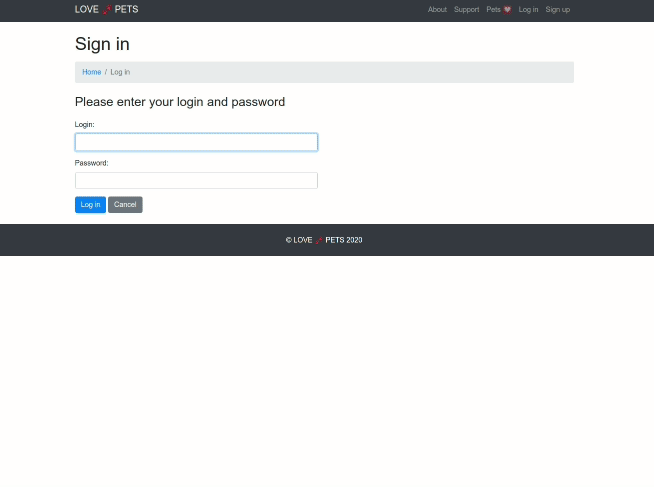 LOVE PETS
About Support Pets Log in Sign up
Sign in
Home / Log in
Please enter your login and password
Login:
Password:
Log in Cancel
© LOVE PETS 2020